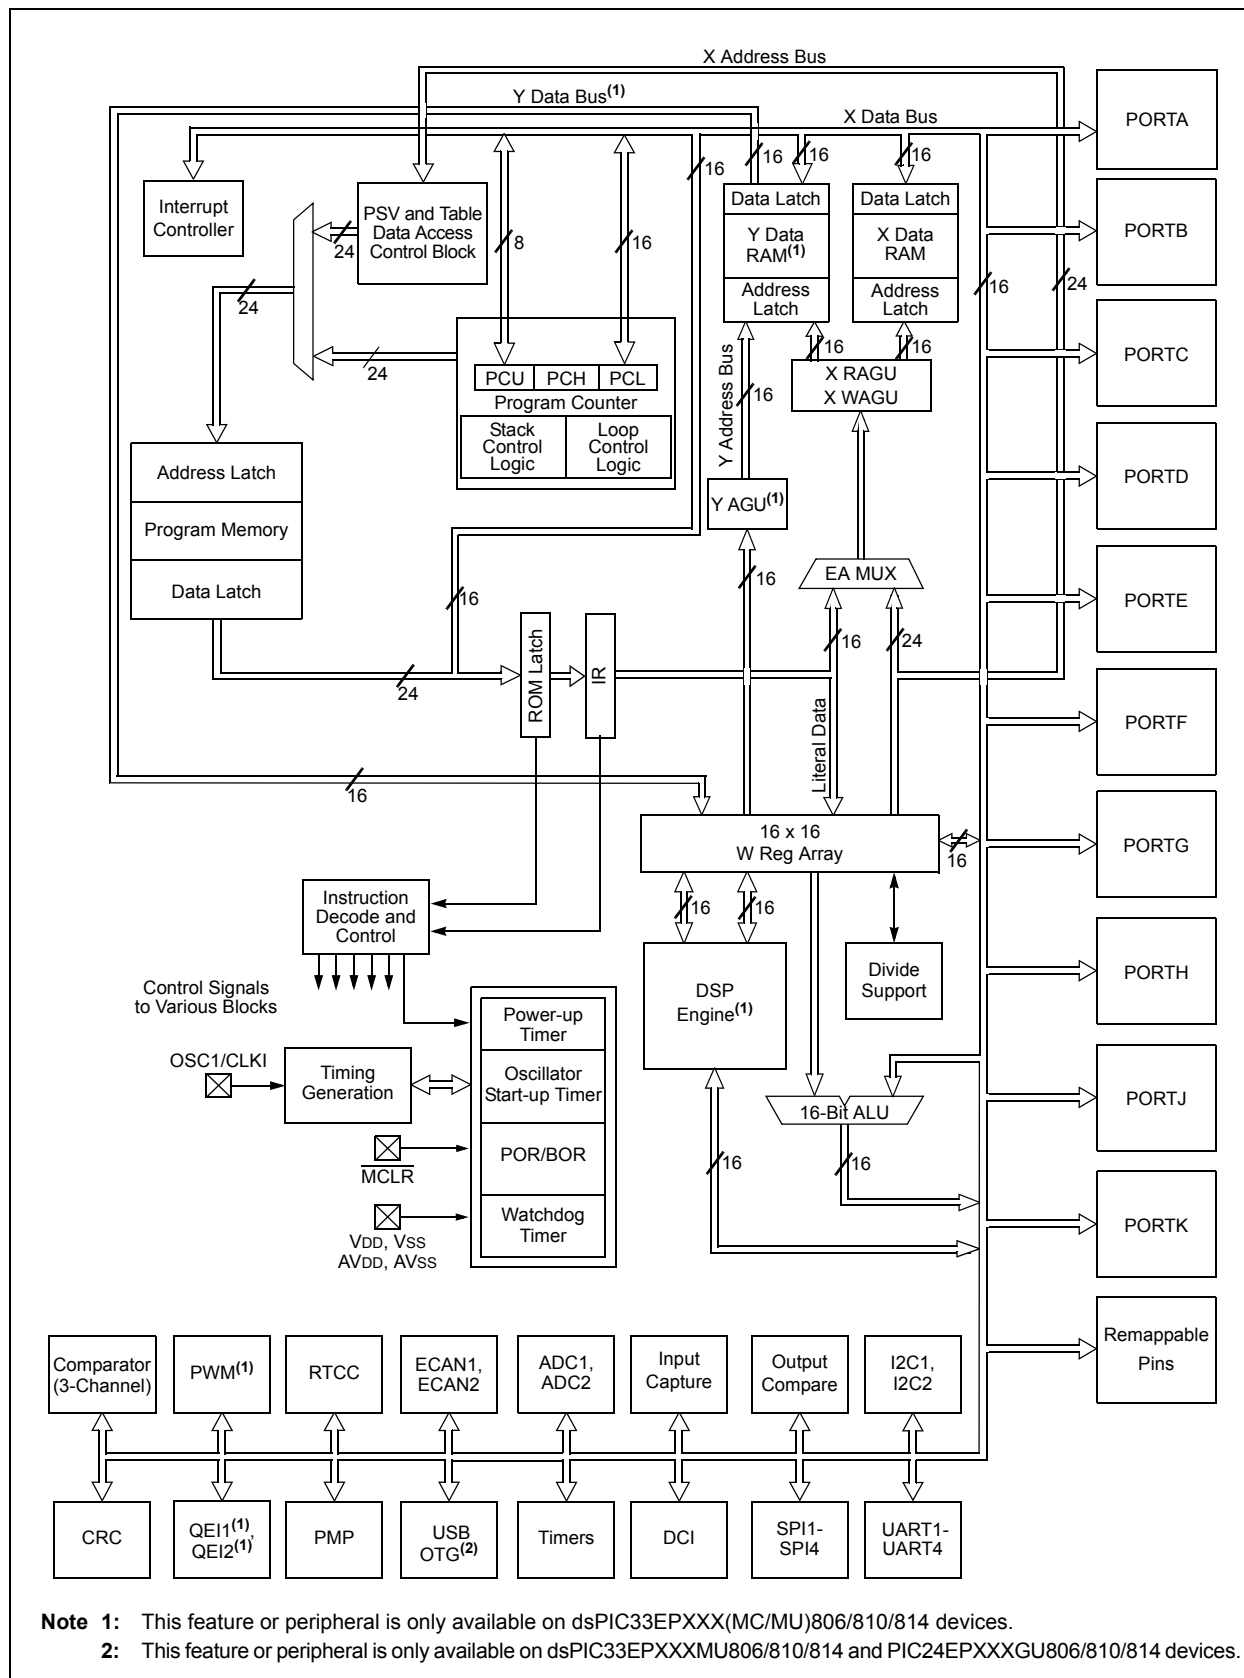 X Address Bus
Y Data Bus(1)
X Data Bus
PORTA
16
16
16
16
Interrupt
Controller
PSV and Table
Data Access
Control Block
24
8
16
Data Latch
Y Data
RAM(1)
Address
Latch
Data Latch
X Data
RAM
Address
Latch
PORTB
24
16
24
PORTC
24
16
16
X RAGU
X WAGU
PCU
PCH
PCL
Program Counter
Stack
Control
Logic
Loop
Control
Logic
Y Address Bus
16
Address Latch
Program Memory
Data Latch
Y AGU(1)
PORTD
EA MUX
16
PORTE
16
16
24
24
ROM Latch
IR
Literal Data
PORTF
16
16 x 16
W Reg Array
16
PORTG
Instruction
Decode and
Control
16
16
Control Signals
to Various Blocks
DSP
Engine(1)
Divide
Support
PORTH
Power-up
Timer
OSC1/CLKI
Timing
Generation
Oscillator
Start-up Timer
16-Bit ALU
PORTJ
MCLR
POR/BOR
16
16
VDD, VSS
AVDD, AVSS
Watchdog
Timer
PORTK
Remappable
Pins
Comparator
(3-Channel)
PWM(1)
RTCC
ECAN1,
ECAN2
ADC1,
ADC2
Input
Capture
Output
Compare
I2C1,
I2C2
CRC
QEI1(1),
QEI2(1)
PMP
USB
OTG(2)
Timers
DCI
SPI1-
SPI4
UART1-
UART4
Note 1: This feature or peripheral is only available on dsPIC33EPXXX(MC/MU)806/810/814 devices.
2: This feature or peripheral is only available on dsPIC33EPXXXMU806/810/814 and PIC24EPXXXGU806/810/814 devices.